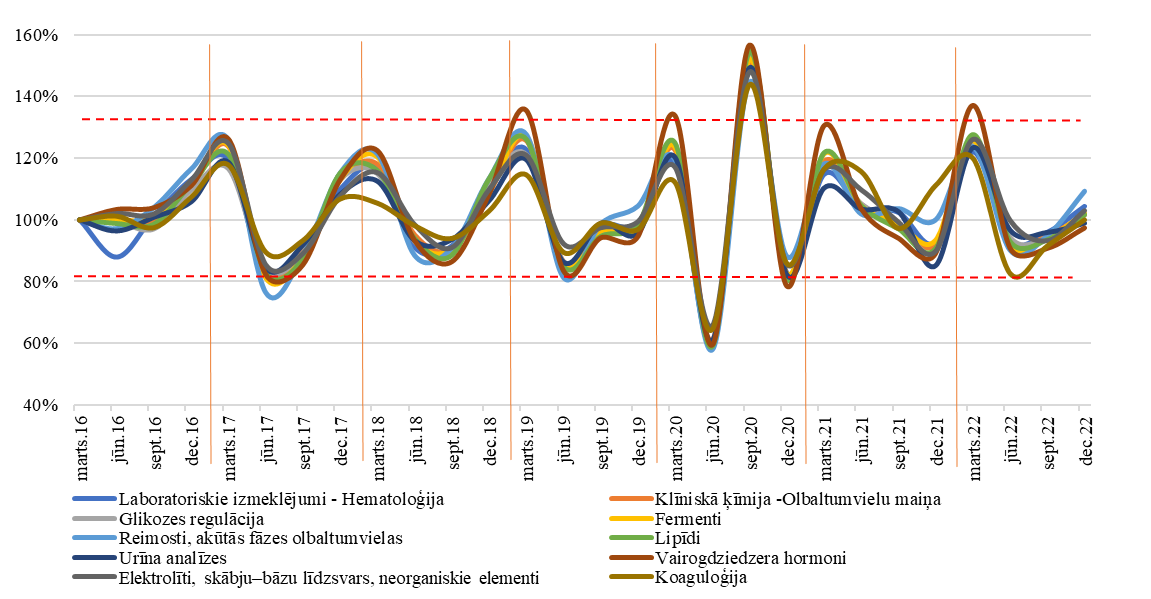 160%
140%
120%
100%
80%
60%
40%
marts.16
jūn.16
sept.16
dec.16
marts.17
jūn.17
sept.17
dec.17
marts.18
jūn.18
sept.18
dec.18
marts.19
jūn.19
sept.19
dec.19
marts.20
jūn.20
sept.20
dec.20
marts.21
jūn.21
sept.21
dec.21
marts.22
jūn.22
sept.22
dec.22
Laboratoriskie izmeklējumi - Hematoloģija
Klīniskā ķīmija -Olbaltumvielu maiņa
Glikozes regulācija
Fermenti
Reimosti, akūtās fāzes olbaltumvielas
Lipīdi
Urīna analīzes
Vairogdziedzera hormoni
Elektrolīti, skābju–bāzu līdzsvars, neorganiskie elementi
Koaguloģija